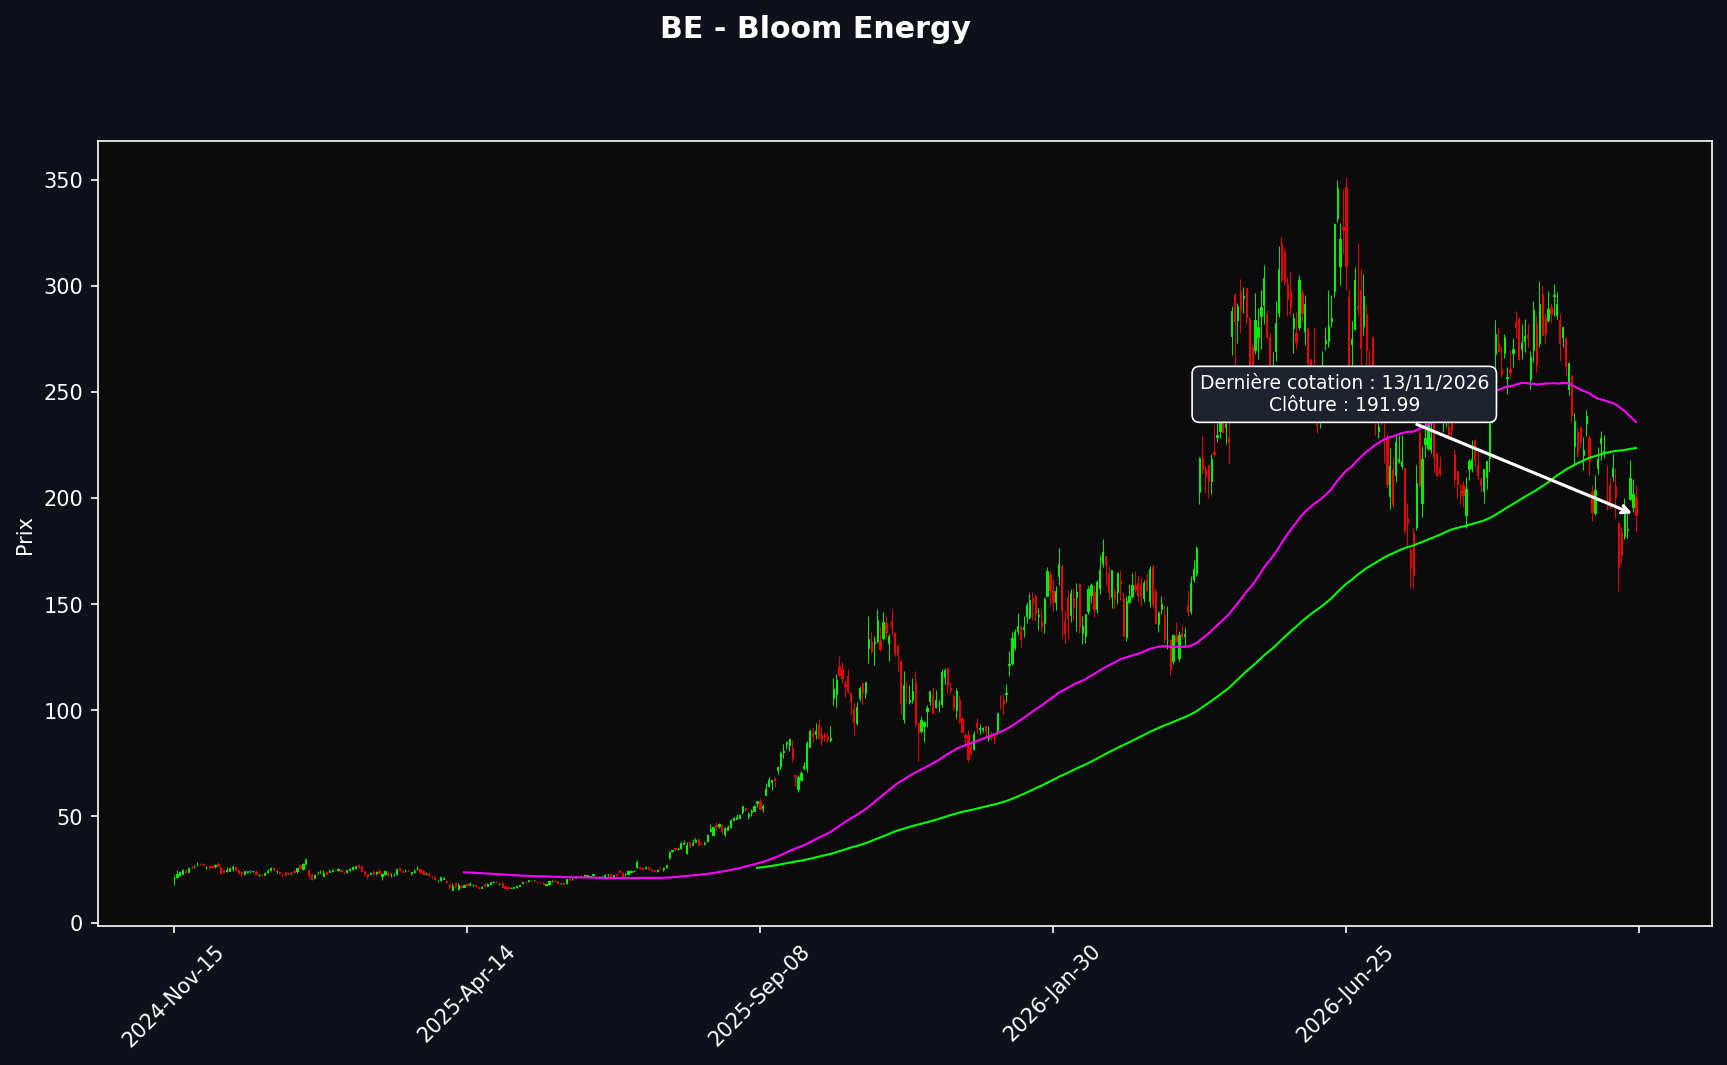 BE - Bloom Energy
Prix
350
300
250
200
150
100
50
0
Dernière cotation : 13/11/2026
Clôture : 191.99
2024-Nov-15
2025-Apr-14
2025-Sep-08
2026-Jan-30
2026-Jun-25